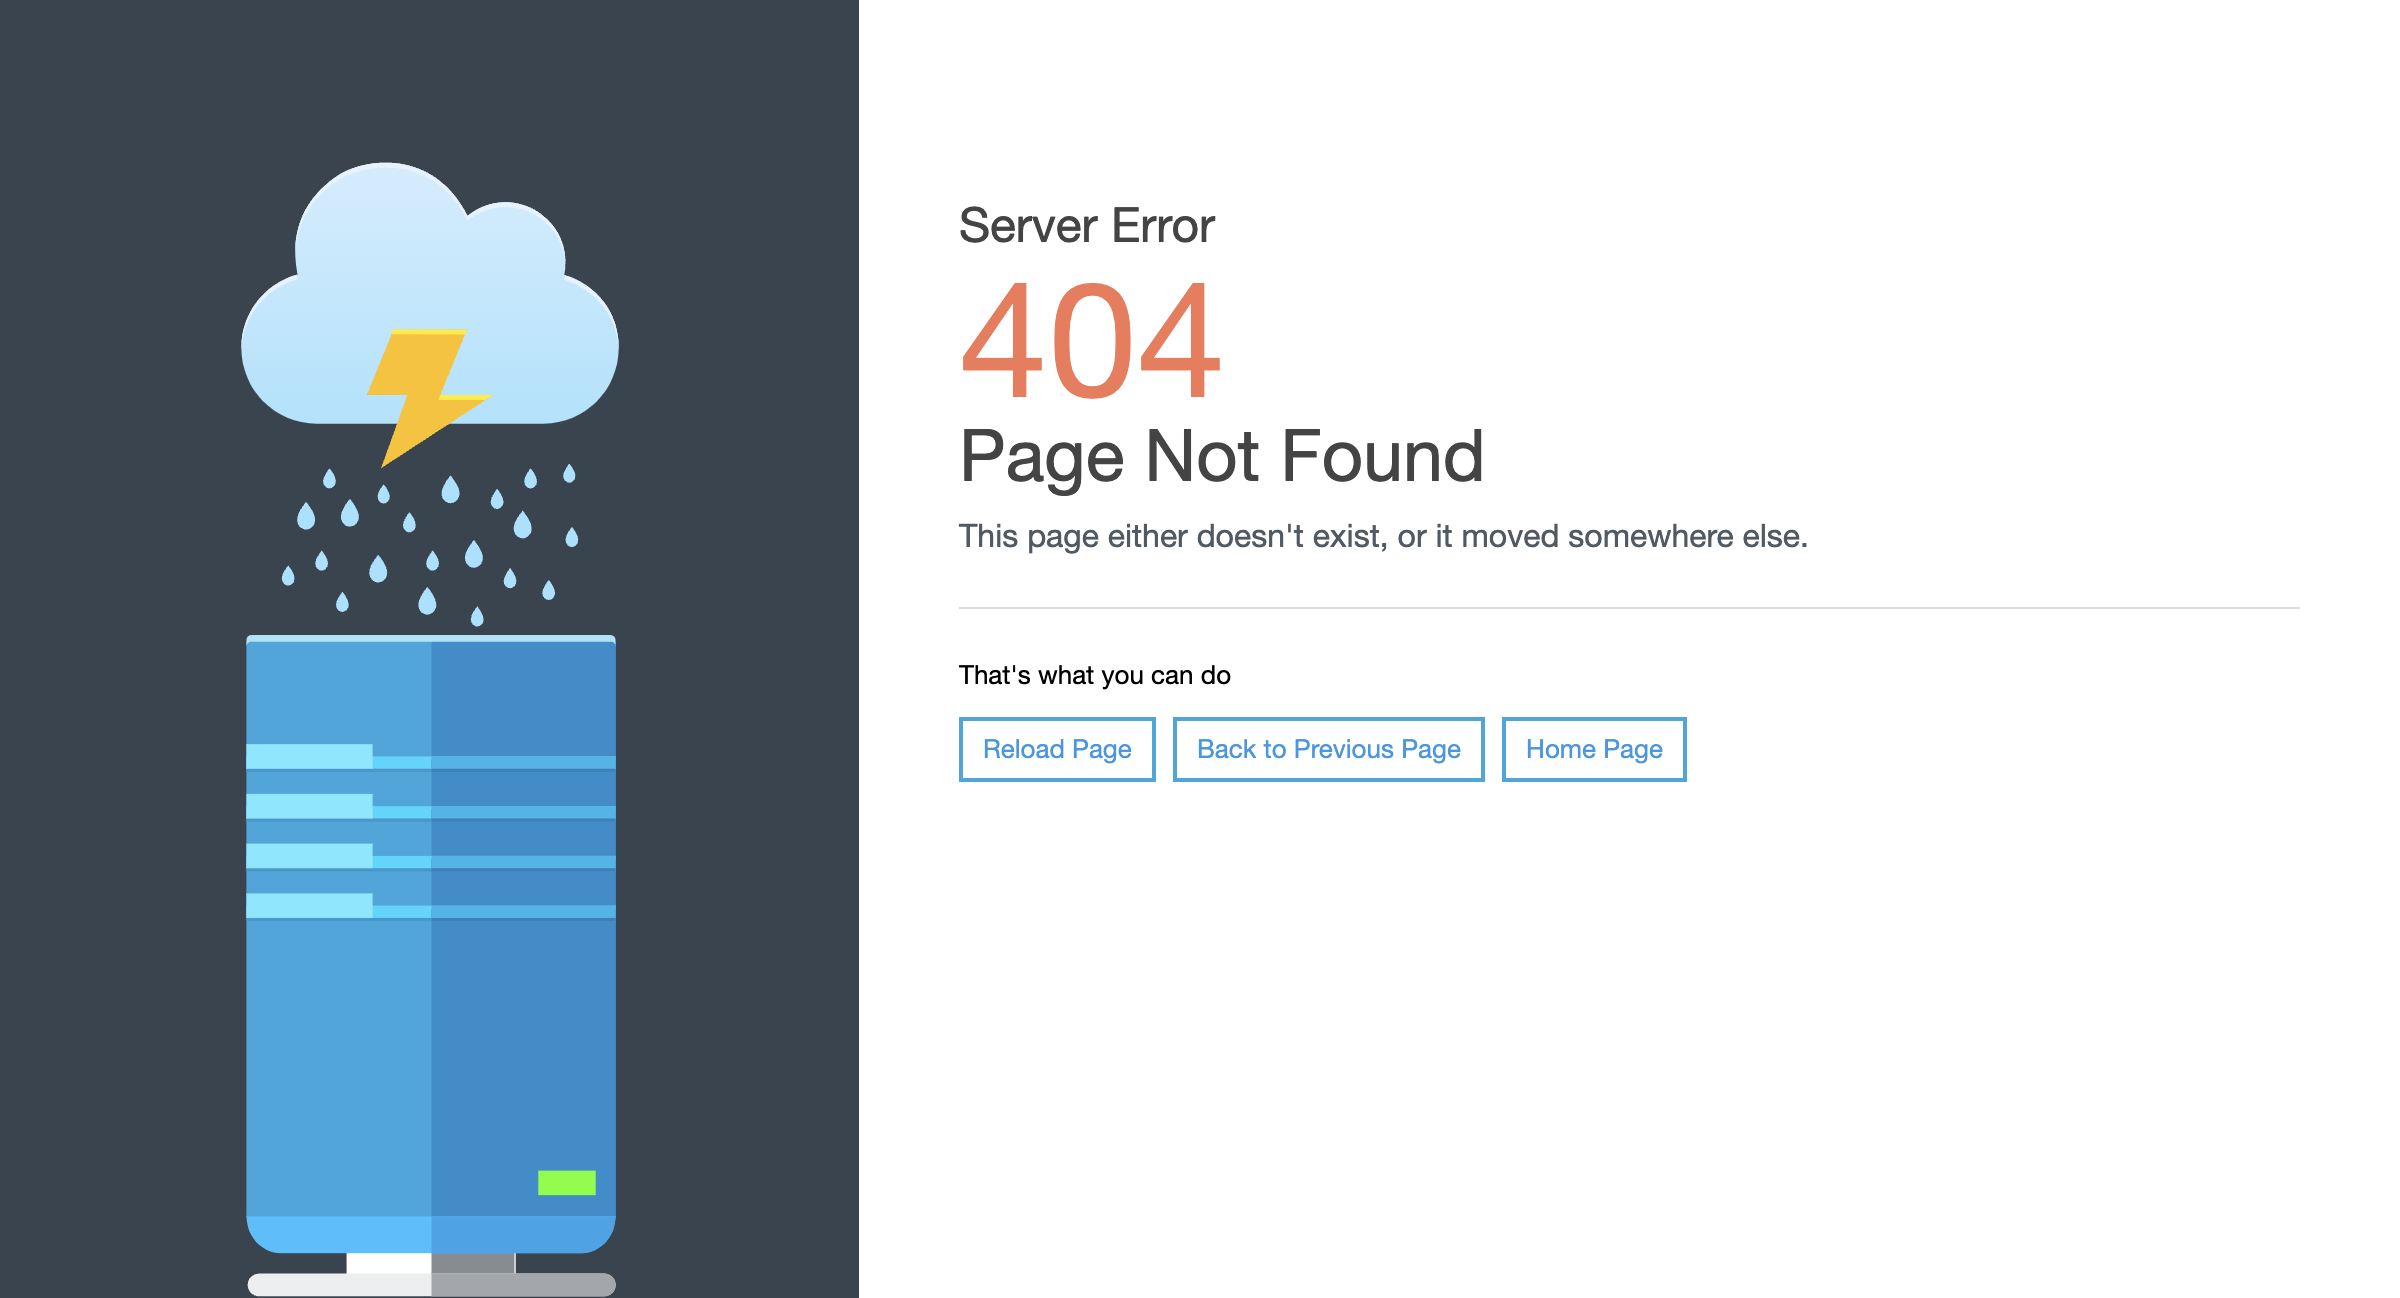 Server Error
404
Page Not Found
This page either doesn't exist, or it moved somewhere else.
That's what you can do
Reload Page
Back to Previous Page
Home Page